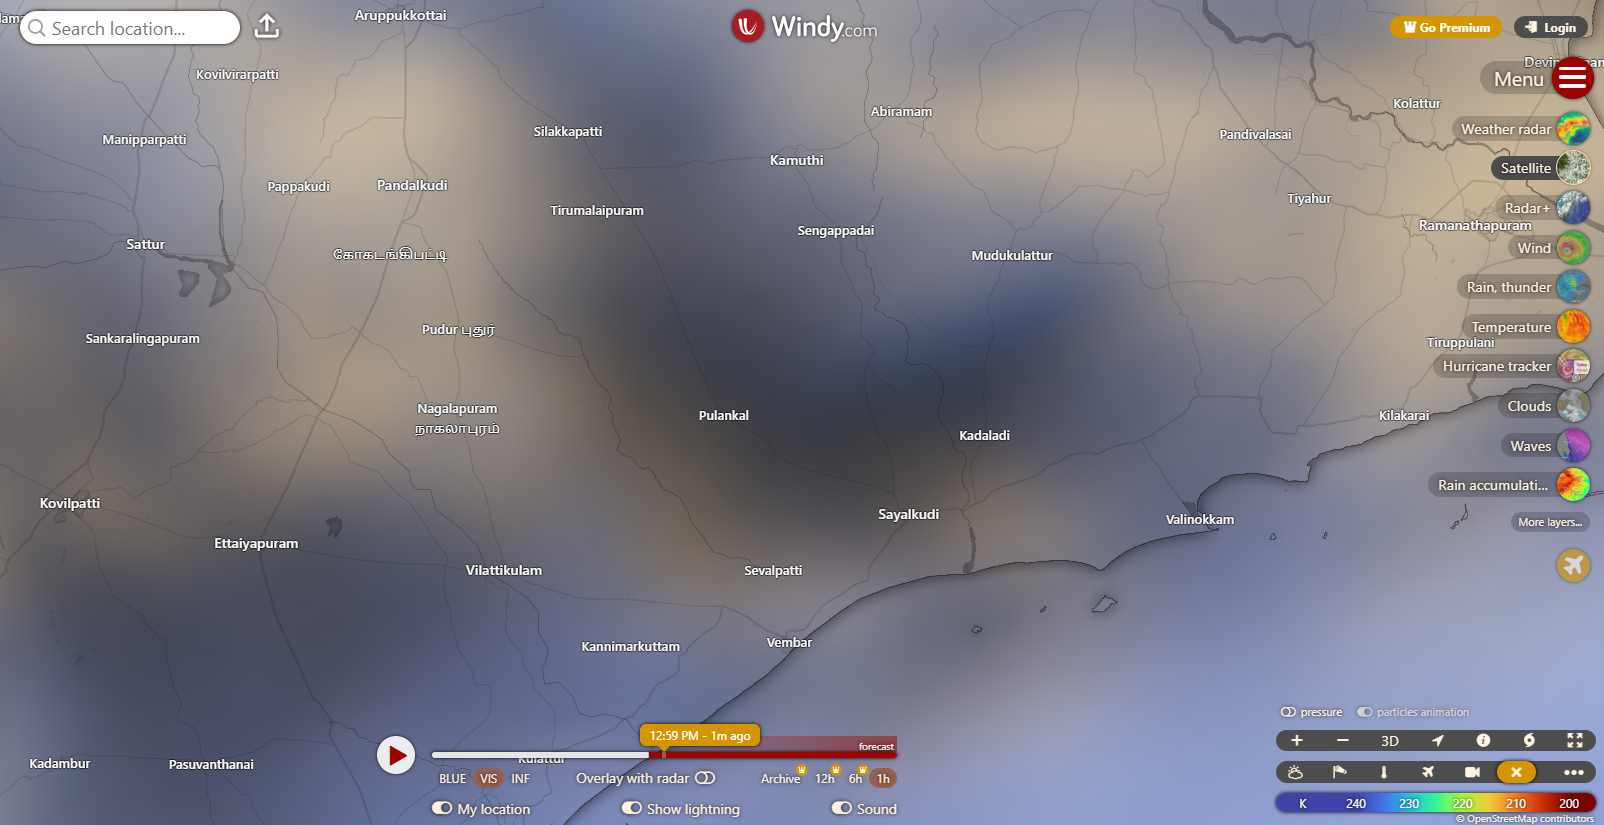 Search location...
Windy.com
Go Premium
Login
Menu
Weather radar
Satellite
Radar+
Wind
Rain, thunder
Temperature
Hurricane tracker
Clouds
Waves
Rain accumulati...
More layers...
Aruppukkottai
Kovilvirarpatti
Manipparpatti
Silakkapatti
Abiramam
Kolattur
Pandivalasai
Kamuthi
Pappakudi
Pandalkudi
Tirumalaipuram
Tiyahur
Ramanathapuram
Sengappadai
Sattur
கோகடங்கிபட்டி
Mudukulattur
Pudur புதுர்
Sankaralingapuram
Tiruppulani
Nagalapuram
நாகலாபுரம்
Pulankal
Kilakarai
Kadaladi
Kovilpatti
Sayalkudi
Valinokkam
Ettaiyapuram
Vilattikulam
Sevalpatti
Kannimarkuttam
Vembar
Kadambur
Pasuvanthanai
Kulattur
12:59 PM - 1m ago
forecast
BLUE VIS INF
Overlay with radar
Archive 12h 6h 1h
My location
Show lightning
Sound
pressure
particles animation
+ − 3D
K 240 230 220 210 200
© OpenStreetMap contributors